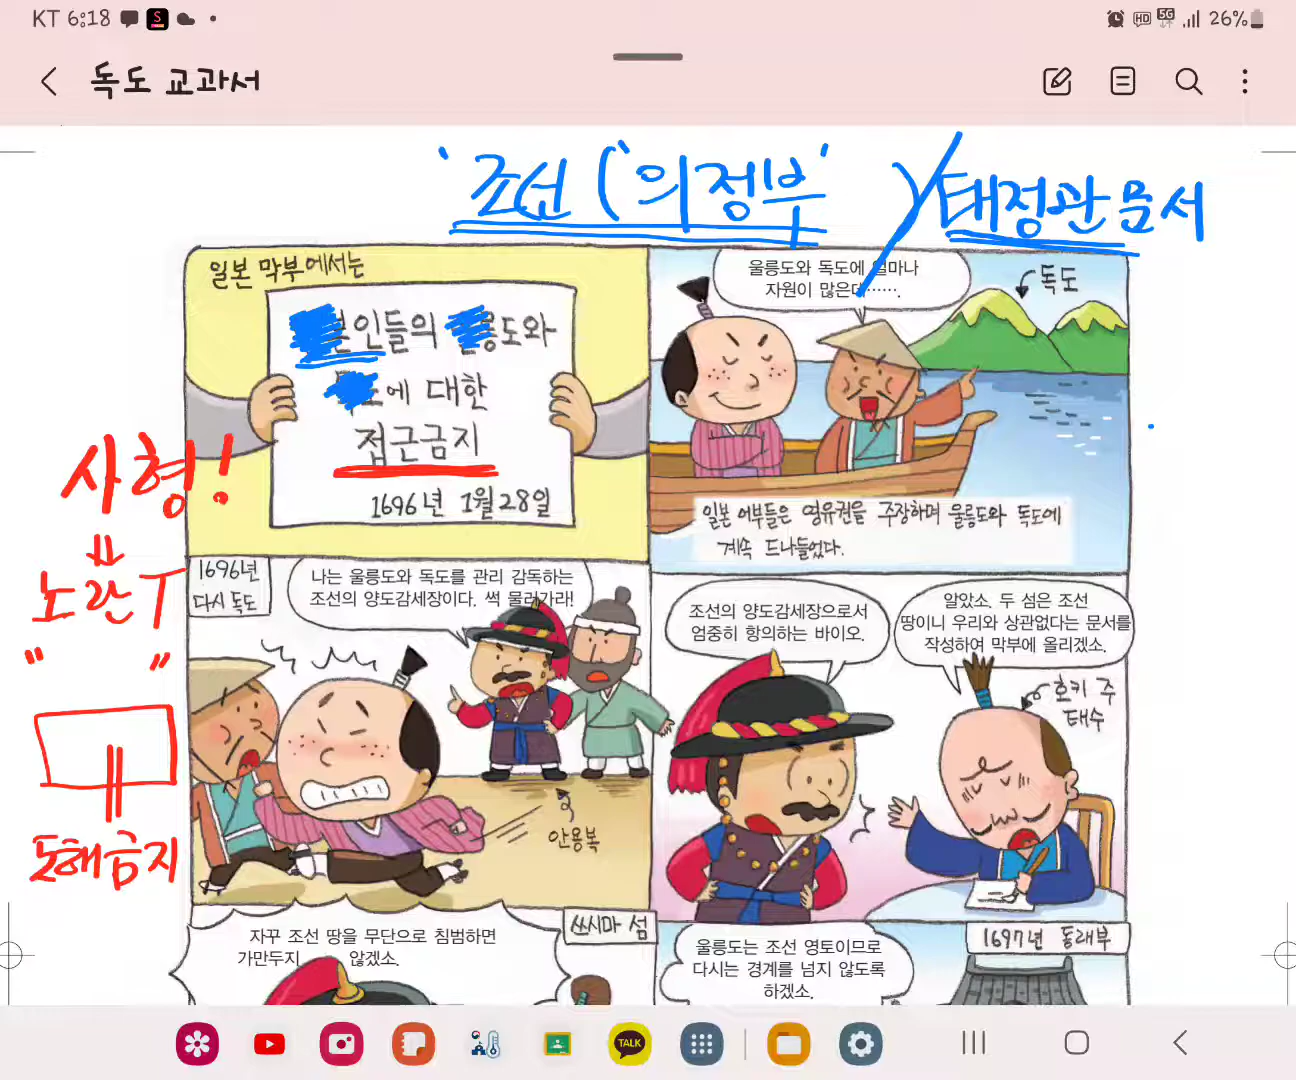 KT 6:18
26%
독도 교과서
'조선 ('의정부' ) / 태정관문서
일본 막부에서는
인들의 도와
에 대한
접근금지
1696년 1월 28일
울릉도와 독도에 얼마나
자원이 많은데…….
독도
일본 어부들은 영유권을 주장하며 울릉도와 독도에
계속 드나들었다.
사형!
노란 T
" "
도해금지
1696년
다시 독도
나는 울릉도와 독도를 관리 감독하는
조선의 양도감세장이다. 썩 물러가라!
안용복
조선의 양도감세장으로서
엄중히 항의하는 바이오.
알았소. 두 섬은 조선
땅이니 우리와 상관없다는 문서를
작성하여 막부에 올리겠소.
호키 주
태수
자꾸 조선 땅을 무단으로 침범하면
가만두지 않겠소.
쓰시마 섬
울릉도는 조선 영토이므로
다시는 경계를 넘지 않도록
하겠소.
1697년 동래부
TALK